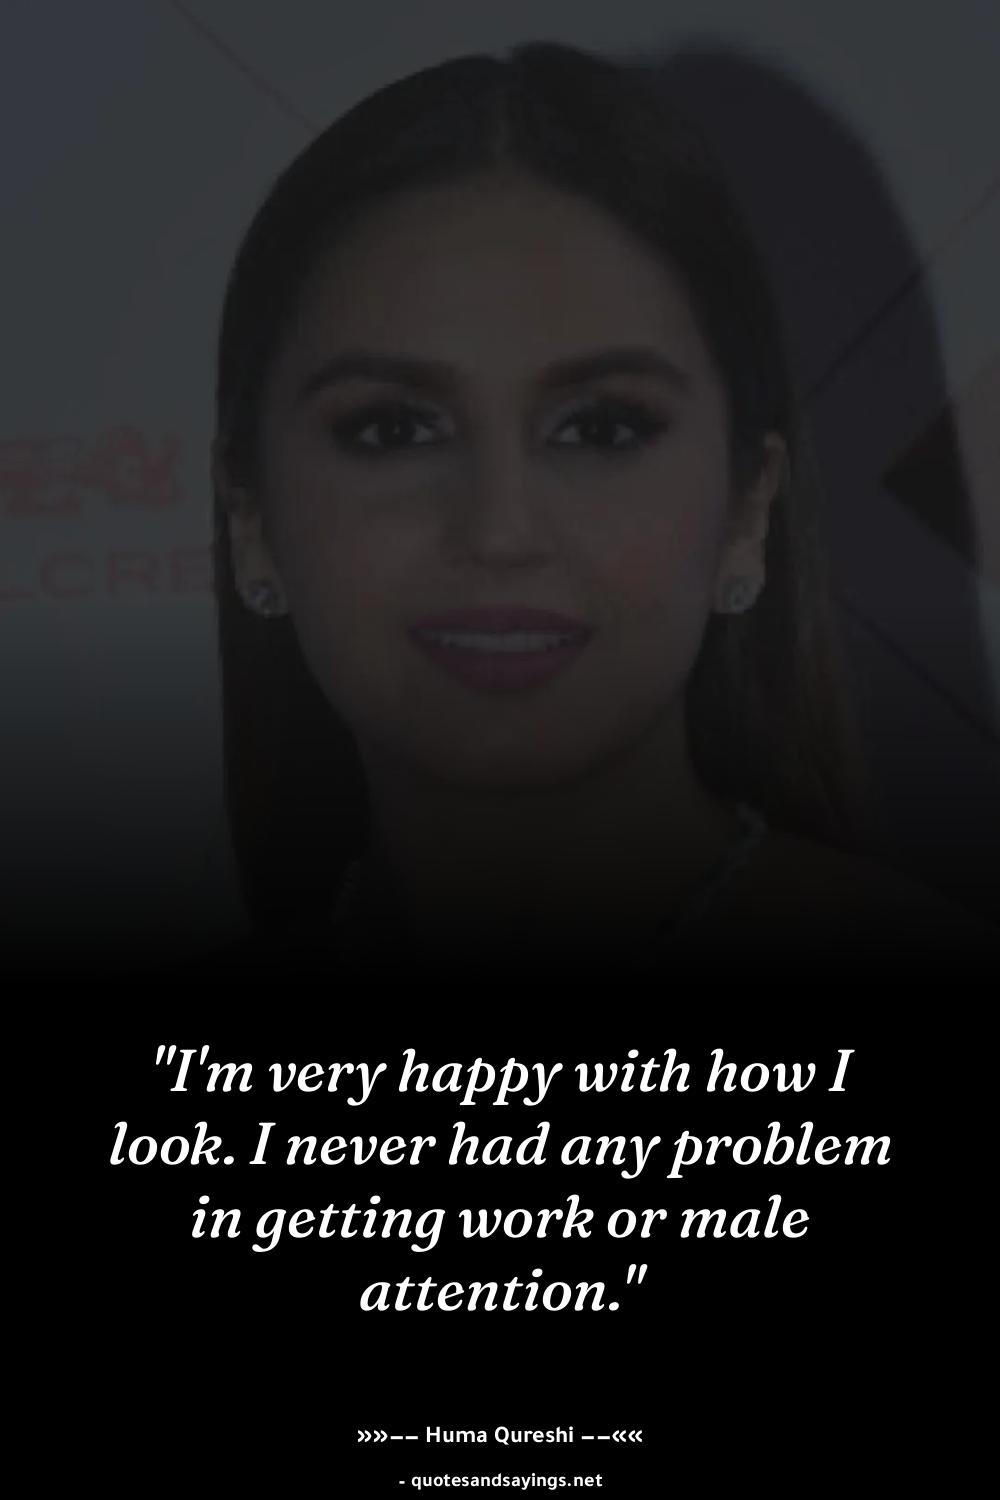 LCRE
"I'm very happy with how I
look. I never had any problem
in getting work or male
attention."
»»−− Huma Qureshi −−««
- quotesandsayings.net